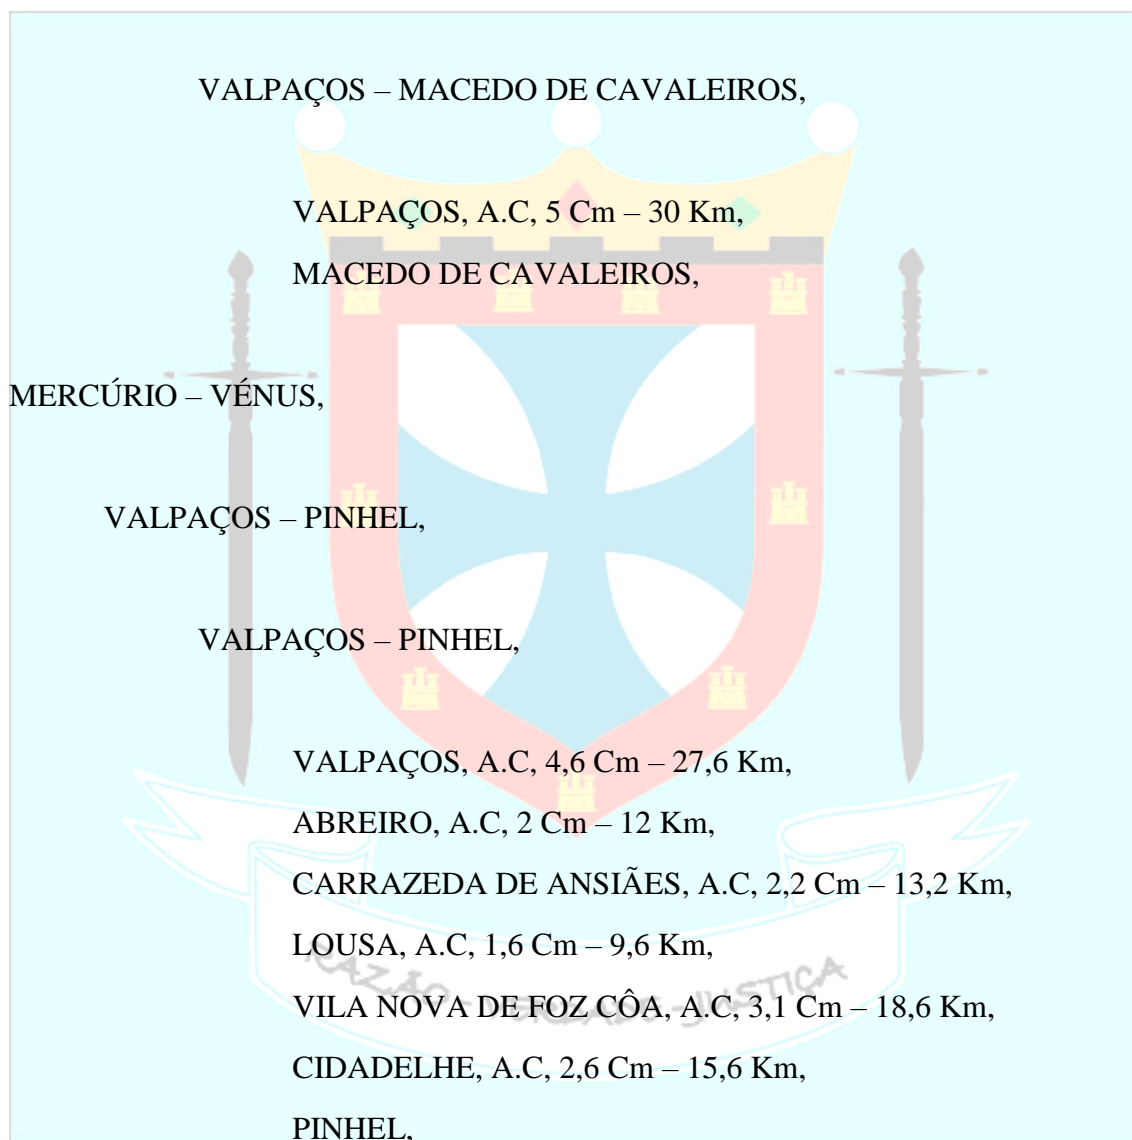 VALPAÇOS – MACEDO DE CAVALEIROS,
VALPAÇOS, A.C, 5 Cm – 30 Km,
MACEDO DE CAVALEIROS,
MERCÚRIO – VÉNUS,
VALPAÇOS – PINHEL,
VALPAÇOS – PINHEL,
VALPAÇOS, A.C, 4,6 Cm – 27,6 Km,
ABREIRO, A.C, 2 Cm – 12 Km,
CARRAZEDA DE ANSIÃES, A.C, 2,2 Cm – 13,2 Km,
LOUSA, A.C, 1,6 Cm – 9,6 Km,
RAZÃO - VERDADE - JUSTIÇA
VILA NOVA DE FOZ CÔA, A.C, 3,1 Cm – 18,6 Km,
CIDADELHE, A.C, 2,6 Cm – 15,6 Km,
PINHEL,